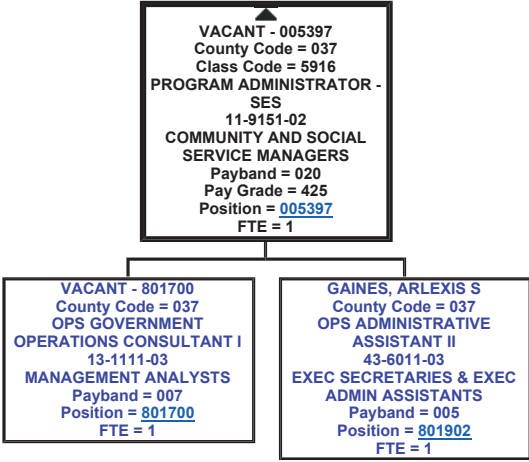 VACANT - 005397
County Code = 037
Class Code = 5916
PROGRAM ADMINISTRATOR -
SES
11-9151-02
COMMUNITY AND SOCIAL
SERVICE MANAGERS
Payband = 020
Pay Grade = 425
Position = 005397
FTE = 1
VACANT - 801700
County Code = 037
OPS GOVERNMENT
OPERATIONS CONSULTANT I
13-1111-03
MANAGEMENT ANALYSTS
Payband = 007
Position = 801700
FTE = 1
GAINES, ARLEXIS S
County Code = 037
OPS ADMINISTRATIVE
ASSISTANT II
43-6011-03
EXEC SECRETARIES & EXEC
ADMIN ASSISTANTS
Payband = 005
Position = 801902
FTE = 1